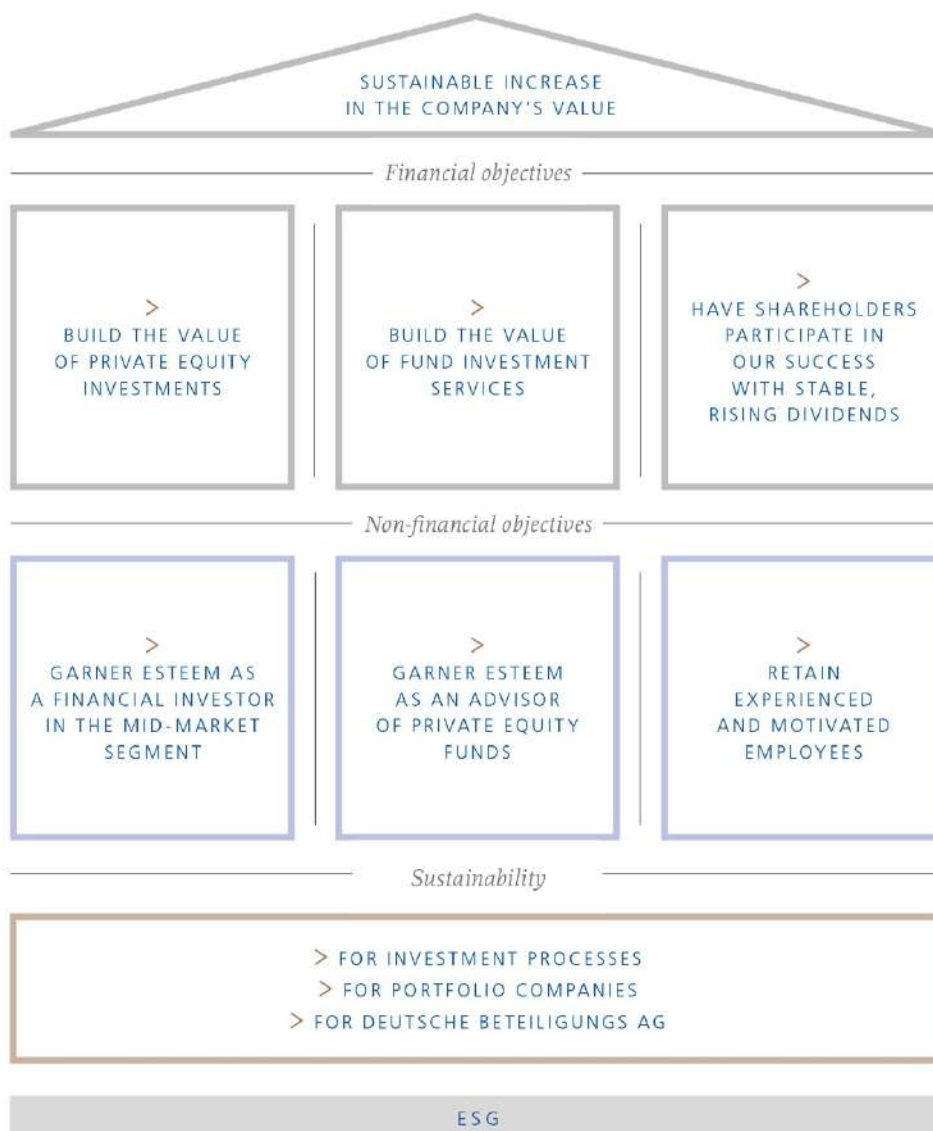 SUSTAINABLE INCREASE
IN THE COMPANY'S VALUE
Financial objectives
>
BUILD THE VALUE
OF PRIVATE EQUITY
INVESTMENTS
>
BUILD THE VALUE
OF FUND INVESTMENT
SERVICES
>
HAVE SHAREHOLDERS
PARTICIPATE IN
OUR SUCCESS
WITH STABLE,
RISING DIVIDENDS
Non-financial objectives
>
GARNER ESTEEM AS
A FINANCIAL INVESTOR
IN THE MID-MARKET
SEGMENT
>
GARNER ESTEEM
AS AN ADVISOR
OF PRIVATE EQUITY
FUNDS
>
RETAIN
EXPERIENCED
AND MOTIVATED
EMPLOYEES
Sustainability
> FOR INVESTMENT PROCESSES
> FOR PORTFOLIO COMPANIES
> FOR DEUTSCHE BETEILIGUNGS AG
ESG